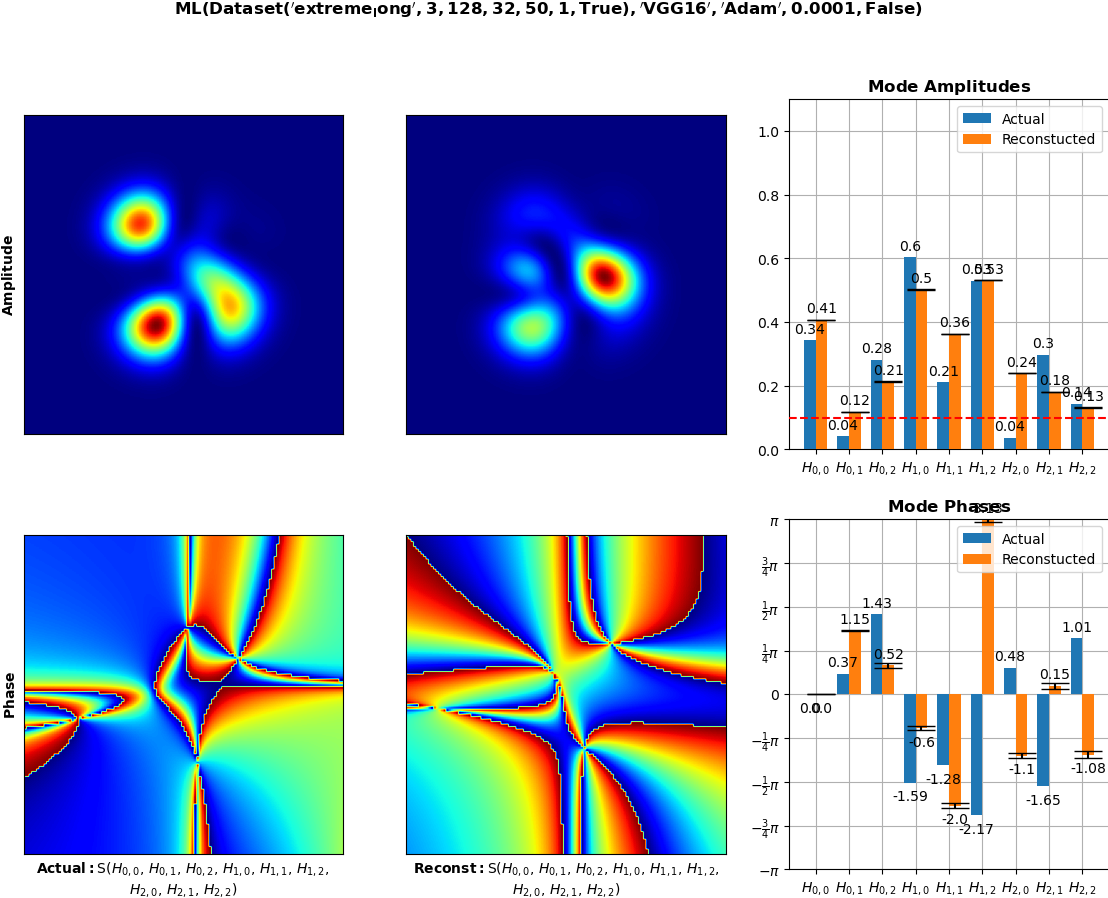 ML(Dataset('extreme_long', 3, 128, 32, 50, 1, True), 'VGG16', 'Adam', 0.0001, False)
Amplitude
Mode Amplitudes
Actual
Reconstucted
1.0
0.8
0.6
0.4
0.2
0.0
0.34
0.41
0.04
0.12
0.28
0.21
0.6
0.5
0.21
0.36
0.53
0.53
0.04
0.24
0.3
0.18
0.14
0.13
H0,0 H0,1 H0,2 H1,0 H1,1 H1,2 H2,0 H2,1 H2,2
Phase
Actual: S(H0,0, H0,1, H0,2, H1,0, H1,1, H1,2,
H2,0, H2,1, H2,2)
Reconst: S(H0,0, H0,1, H0,2, H1,0, H1,1, H1,2,
H2,0, H2,1, H2,2)
Mode Phases
Actual
Reconstucted
π
3/4π
1/2π
1/4π
0
−1/4π
−1/2π
−3/4π
−π
0.0
0.0
0.37
1.15
1.43
0.52
-1.59
-0.6
-1.28
-2.0
-2.17
3.13
0.48
-1.1
-1.65
0.15
1.01
-1.08
H0,0 H0,1 H0,2 H1,0 H1,1 H1,2 H2,0 H2,1 H2,2